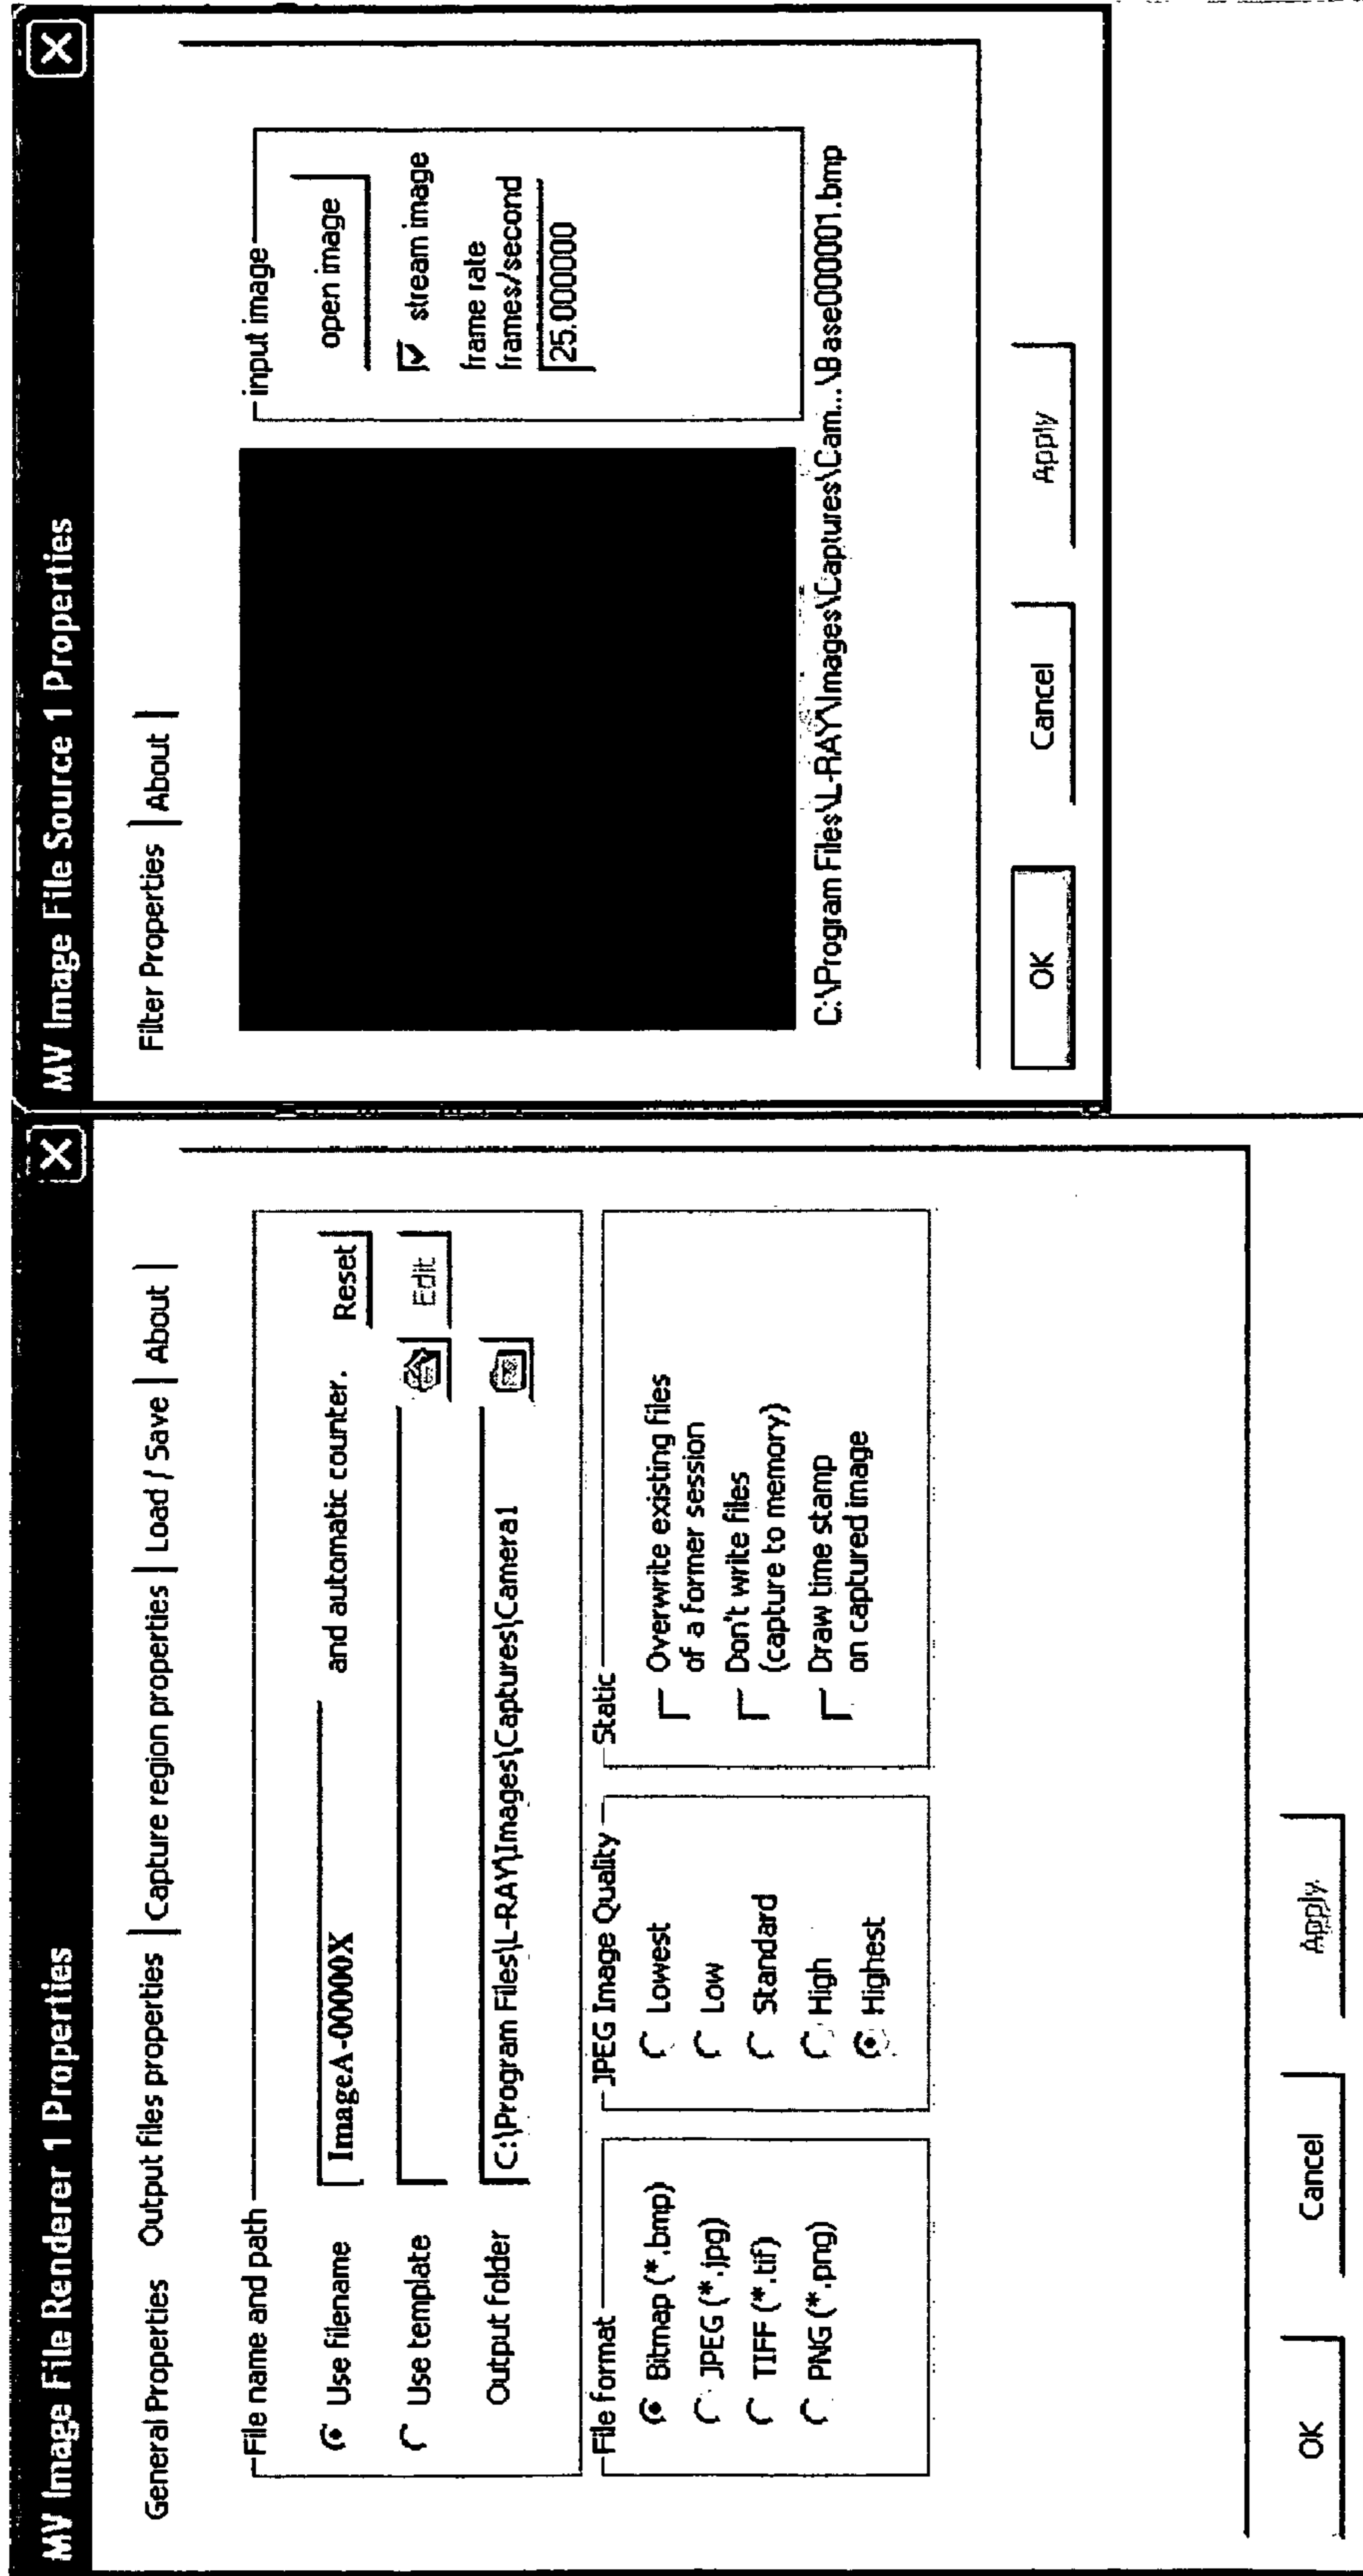 MV Image File Renderer 1 Properties
General Properties Output files properties Capture region properties Load / Save About
File name and path
Use filename ImageA-00000X and automatic counter. Reset
Use template Edit
Output folder C:\Program Files\L-RAY\Images\Captures\Camera1
File format
Bitmap (*.bmp)
JPEG (*.jpg)
TIFF (*.tif)
PNG (*.png)
JPEG Image Quality
Lowest
Low
Standard
High
Highest
Static
Overwrite existing files
of a former session
Don't write files
(capture to memory)
Draw time stamp
on captured image
OK Cancel Apply
MV Image File Source 1 Properties
Filter Properties About
input image
open image
stream image
frame rate
frames/second
25.000000
C:\Program Files\L-RAY\Images\Captures\Cam...\Base000001.bmp
OK Cancel Apply